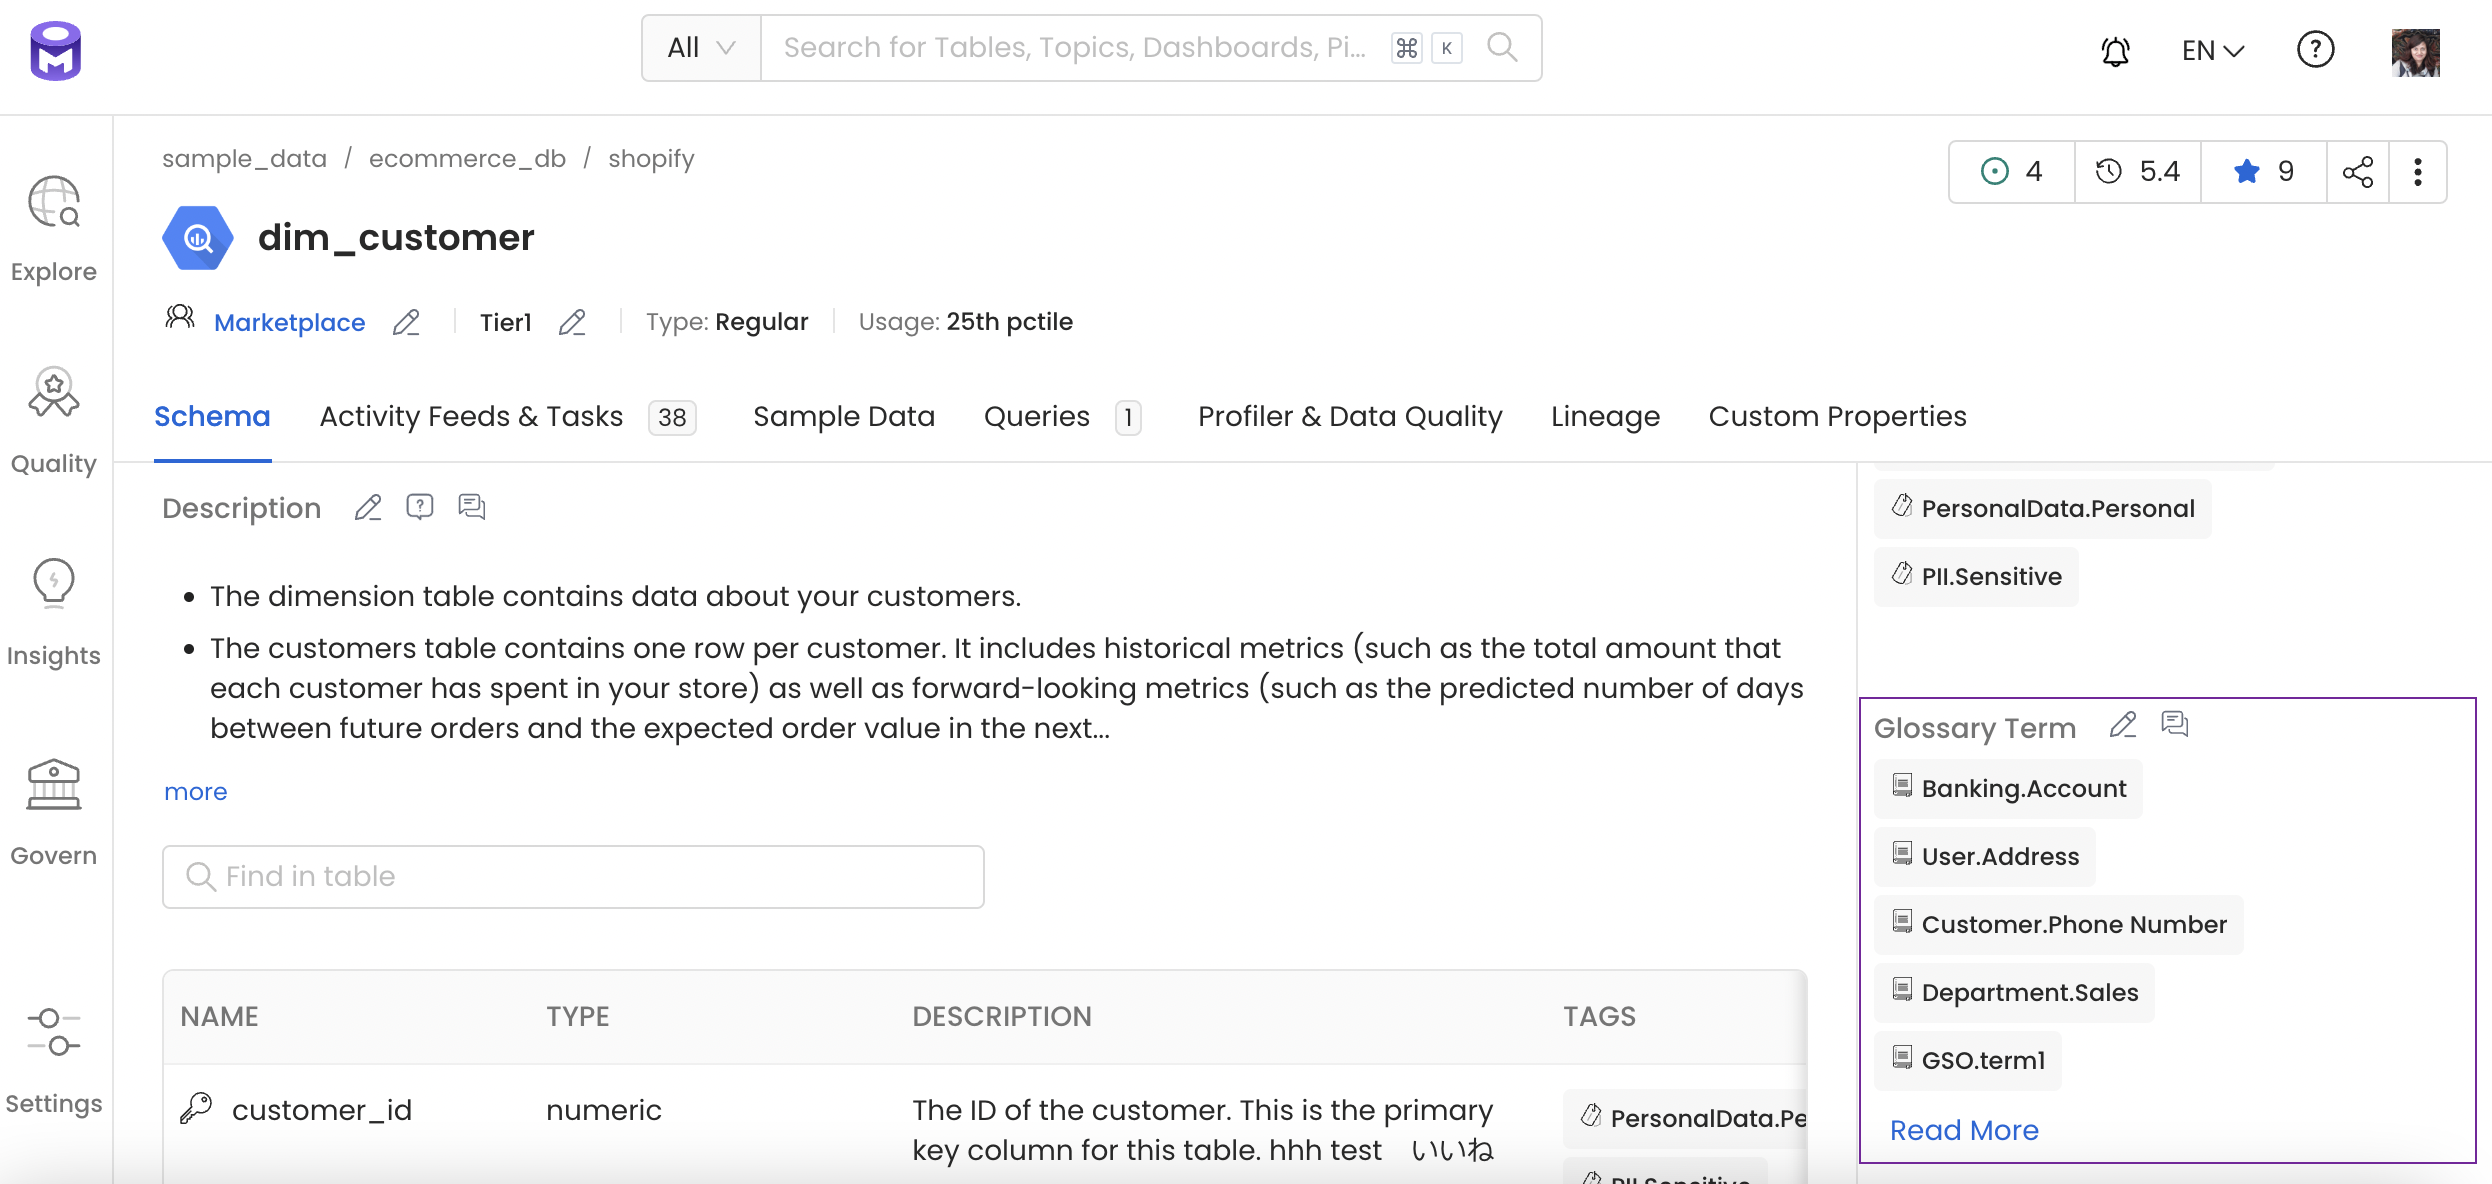 All
Search for Tables, Topics, Dashboards, Pi...
⌘ K
EN
?
sample_data / ecommerce_db / shopify
4
5.4
9
dim_customer
Marketplace
Tier1
Type: Regular
Usage: 25th pctile
Explore
Quality
Insights
Govern
Settings
Schema
Activity Feeds & Tasks 38
Sample Data
Queries 1
Profiler & Data Quality
Lineage
Custom Properties
Description
The dimension table contains data about your customers.
The customers table contains one row per customer. It includes historical metrics (such as the total amount that
each customer has spent in your store) as well as forward-looking metrics (such as the predicted number of days
between future orders and the expected order value in the next...
more
Find in table
NAME TYPE DESCRIPTION TAGS
customer_id numeric The ID of the customer. This is the primary
key column for this table. hhh test いいね
PersonalData.Pe
PII.Sensitive
PersonalData.Personal
PII.Sensitive
Glossary Term
Banking.Account
User.Address
Customer.Phone Number
Department.Sales
GSO.term1
Read More